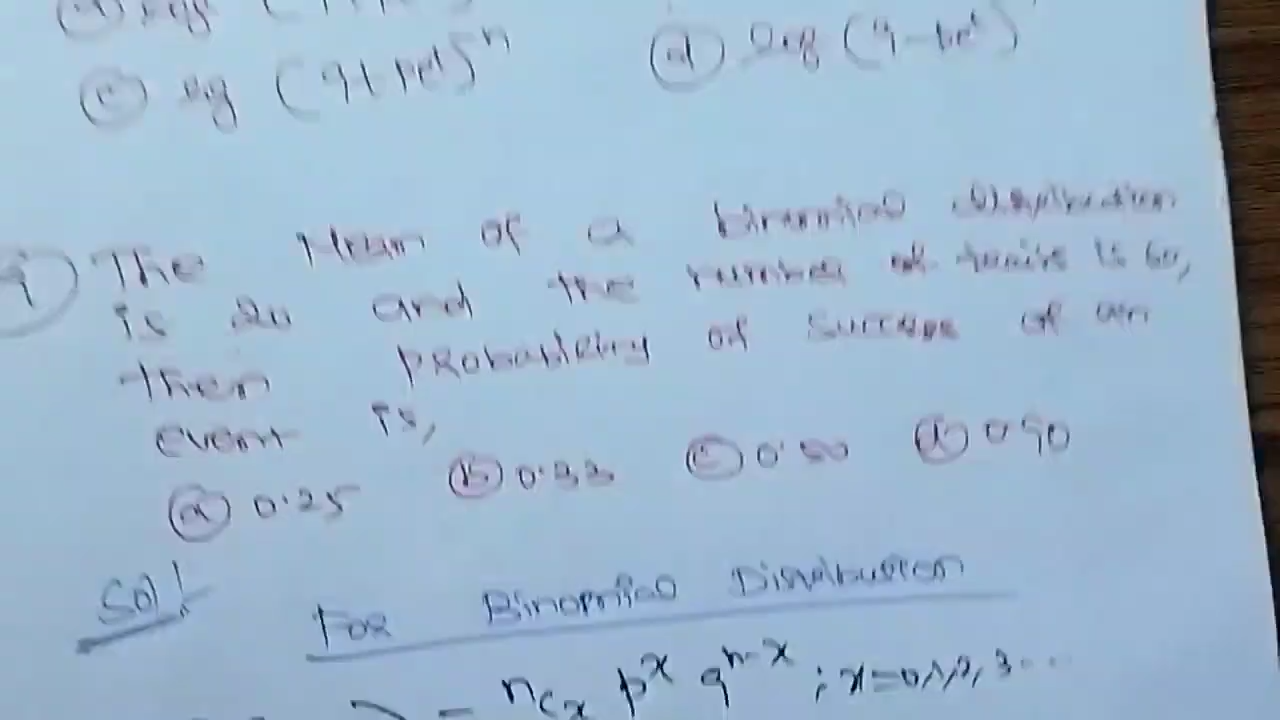 (c) log (q+pe^t)^n (d) log (q-pe^t)
9) The Mean of a binomial distribution
is 20 and the number of trials is 60,
then probability of success of an
event is,
(a) 0.25 (b) 0.33 (c) 0.50 (d) 0.90
Sol!
For Binomial Distribution
= nCx p^x q^n-x ; x=0,1,2,3...